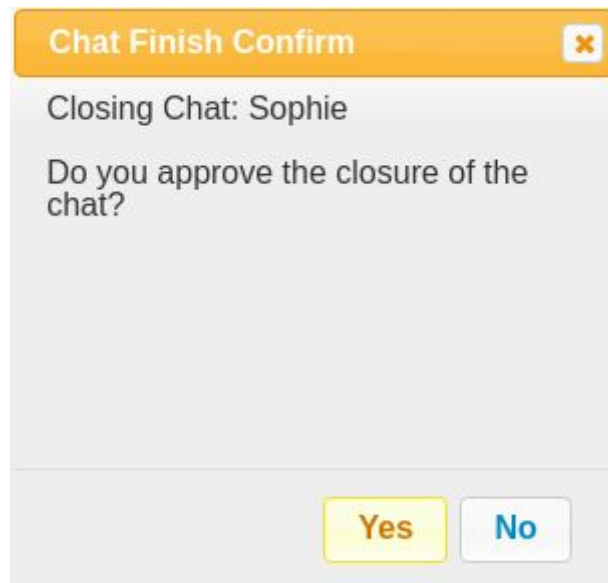 Chat Finish Confirm
Closing Chat: Sophie
Do you approve the closure of the
chat?
Yes No